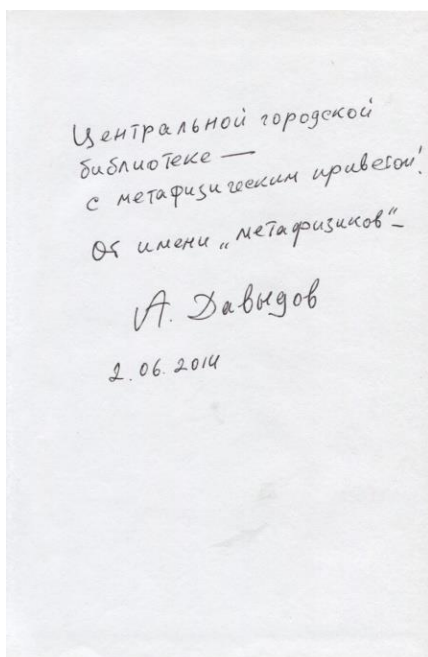 Центральной городской
библиотеке —
с метафизическим приветом!
От имени „метафизиков“ –
А. Давыдов
2.06.2014